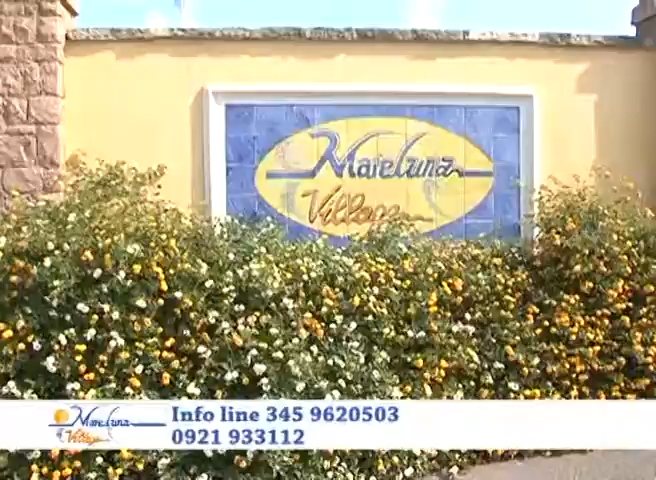 Mareluna
Village
Mareluna
Village
Info line 345 9620503
0921 933112